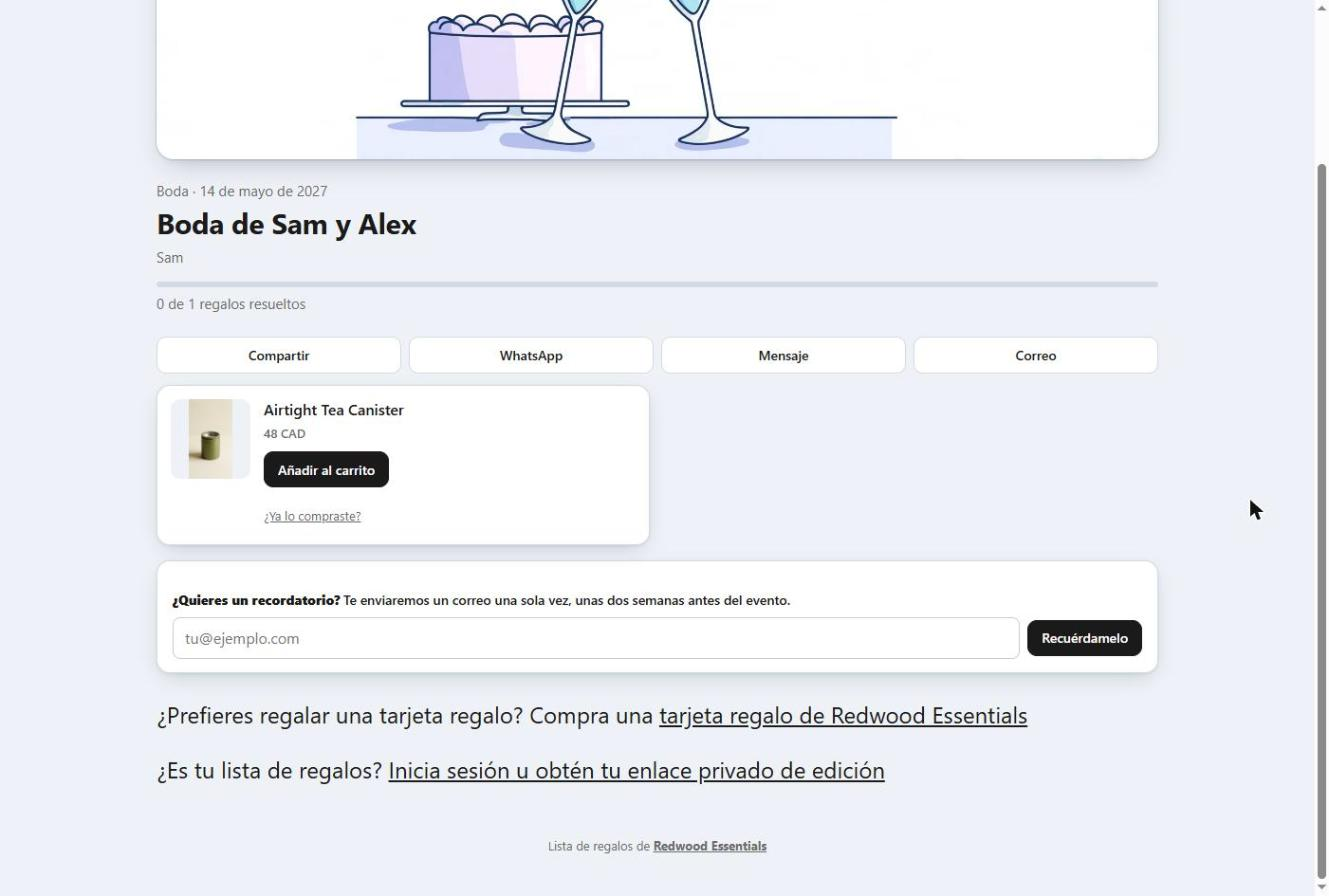 Boda · 14 de mayo de 2027
Boda de Sam y Alex
Sam
0 de 1 regalos resueltos
Compartir
WhatsApp
Mensaje
Correo
Airtight Tea Canister
48 CAD
Añadir al carrito
¿Ya lo compraste?
¿Quieres un recordatorio? Te enviaremos un correo una sola vez, unas dos semanas antes del evento.
tu@ejemplo.com
Recuérdamelo
¿Prefieres regalar una tarjeta regalo? Compra una tarjeta regalo de Redwood Essentials
¿Es tu lista de regalos? Inicia sesión u obtén tu enlace privado de edición
Lista de regalos de Redwood Essentials